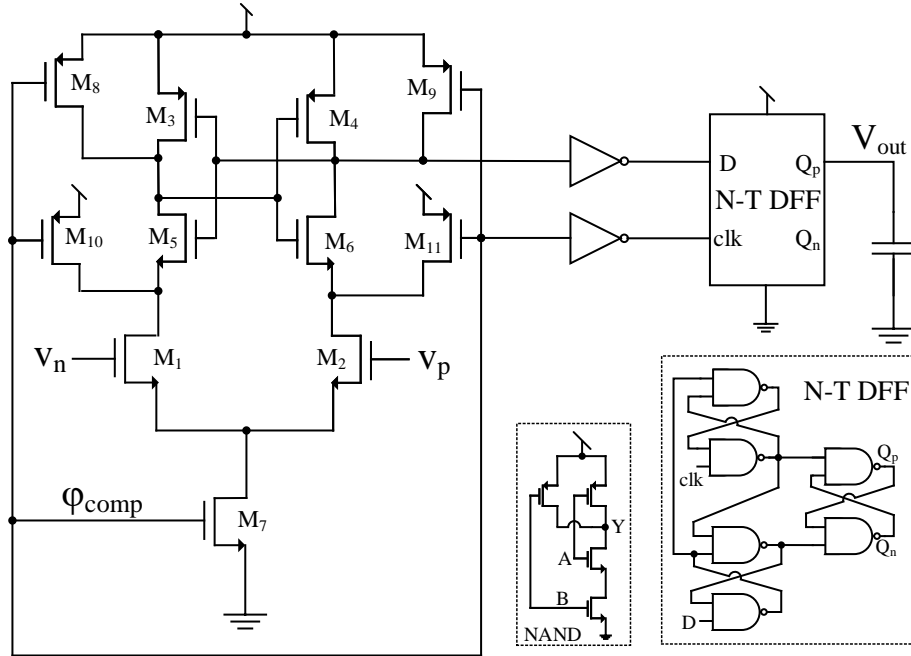 M8
M3
M4
M9
M10
M5
M6
M11
vn
M1
M2
vp
φcomp
M7
D
Qp
N-T DFF
clk
Qn
Vout
Y
A
B
NAND
N-T DFF
clk
Qp
Qn
D